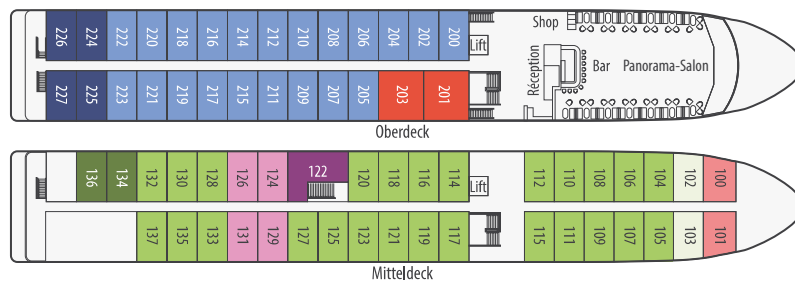 226 224 222 220 218 216 214 212 210 208 206 204 202 200
Lift
Shop
Réception
Bar
Panorama-Salon
227 225 223 221 219 217 215 211 209 207 205 203 201
Oberdeck
136 134 132 130 128 126 124 122 120 118 116 114
Lift
112 110 108 106 104 102 100
137 135 133 131 129 127 125 123 121 119 117
115 111 109 107 105 103 101
Mitteldeck